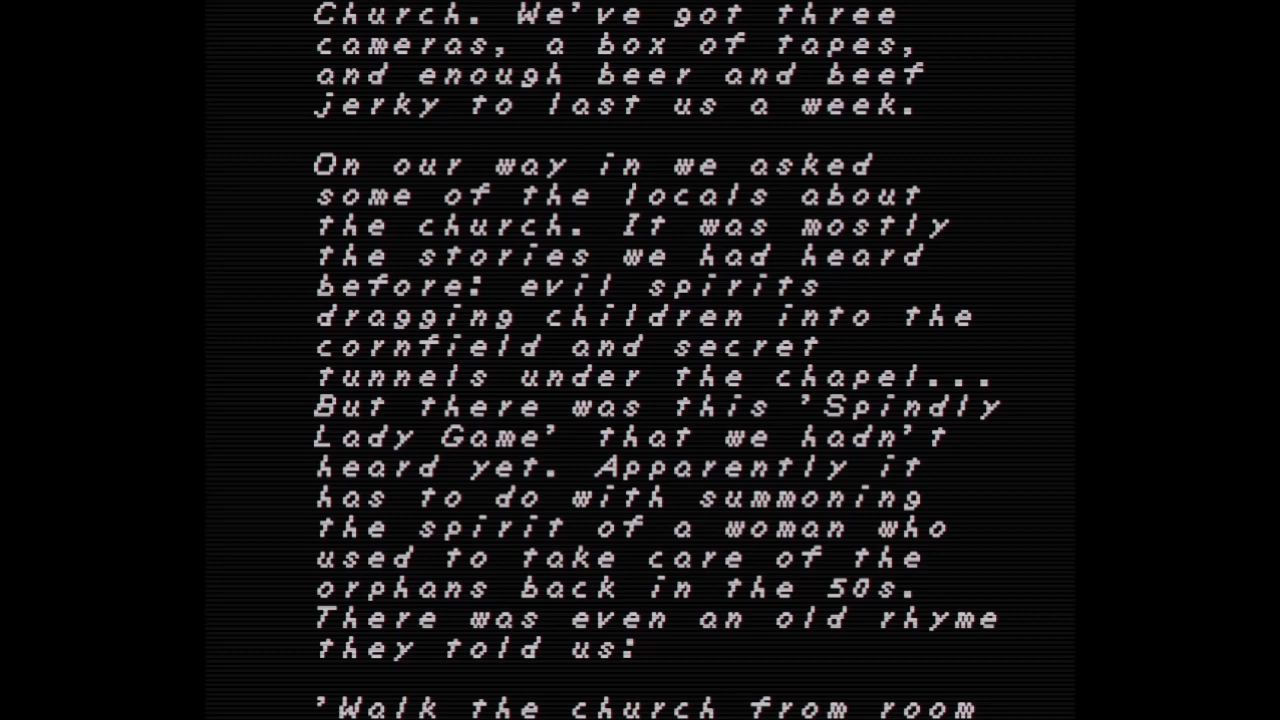 Church. We've got three
cameras, a box of tapes,
and enough beer and beef
jerky to last us a week.
On our way in we asked
some of the locals about
the church. It was mostly
the stories we had heard
before: evil spirits
dragging children into the
cornfield and secret
tunnels under the chapel...
But there was this 'Spindly
Lady Game' that we hadn't
heard yet. Apparently it
has to do with summoning
the spirit of a woman who
used to take care of the
orphans back in the 50s.
There was even an old rhyme
they told us:
'Walk the church from room